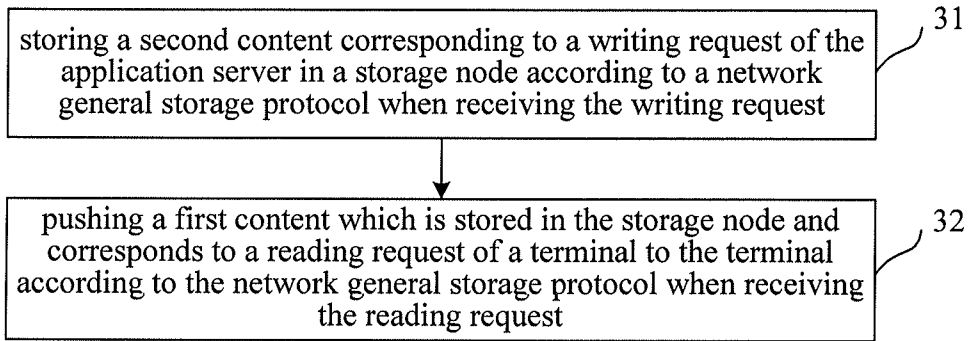 31
storing a second content corresponding to a writing request of the
application server in a storage node according to a network
general storage protocol when receiving the writing request
32
pushing a first content which is stored in the storage node and
corresponds to a reading request of a terminal to the terminal
according to the network general storage protocol when receiving
the reading request